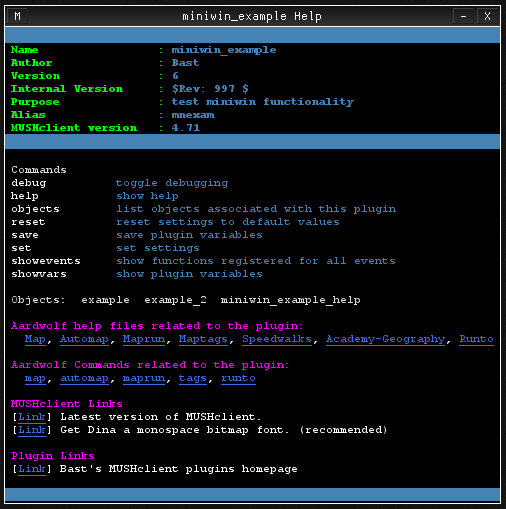 M miniwin_example Help – X
Name : miniwin_example
Author : Bast
Version : 6
Internal Version : $Rev: 997 $
Purpose : test miniwin functionality
Alias : mnexam
MUSHclient version : 4.71
Commands
debug toggle debugging
help show help
objects list objects associated with this plugin
reset reset settings to default values
save save plugin variables
set set settings
showevents show functions registered for all events
showvars show plugin variables
Objects: example example_2 miniwin_example_help
Aardwolf help files related to the plugin:
Map, Automap, Maprun, Maptags, Speedwalks, Academy-Geography, Runto
Aardwolf Commands related to the plugin:
map, automap, maprun, tags, runto
MUSHclient Links
[Link] Latest version of MUSHclient.
[Link] Get Dina a monospace bitmap font. (recommended)
Plugin Links
[Link] Bast's MUSHclient plugins homepage